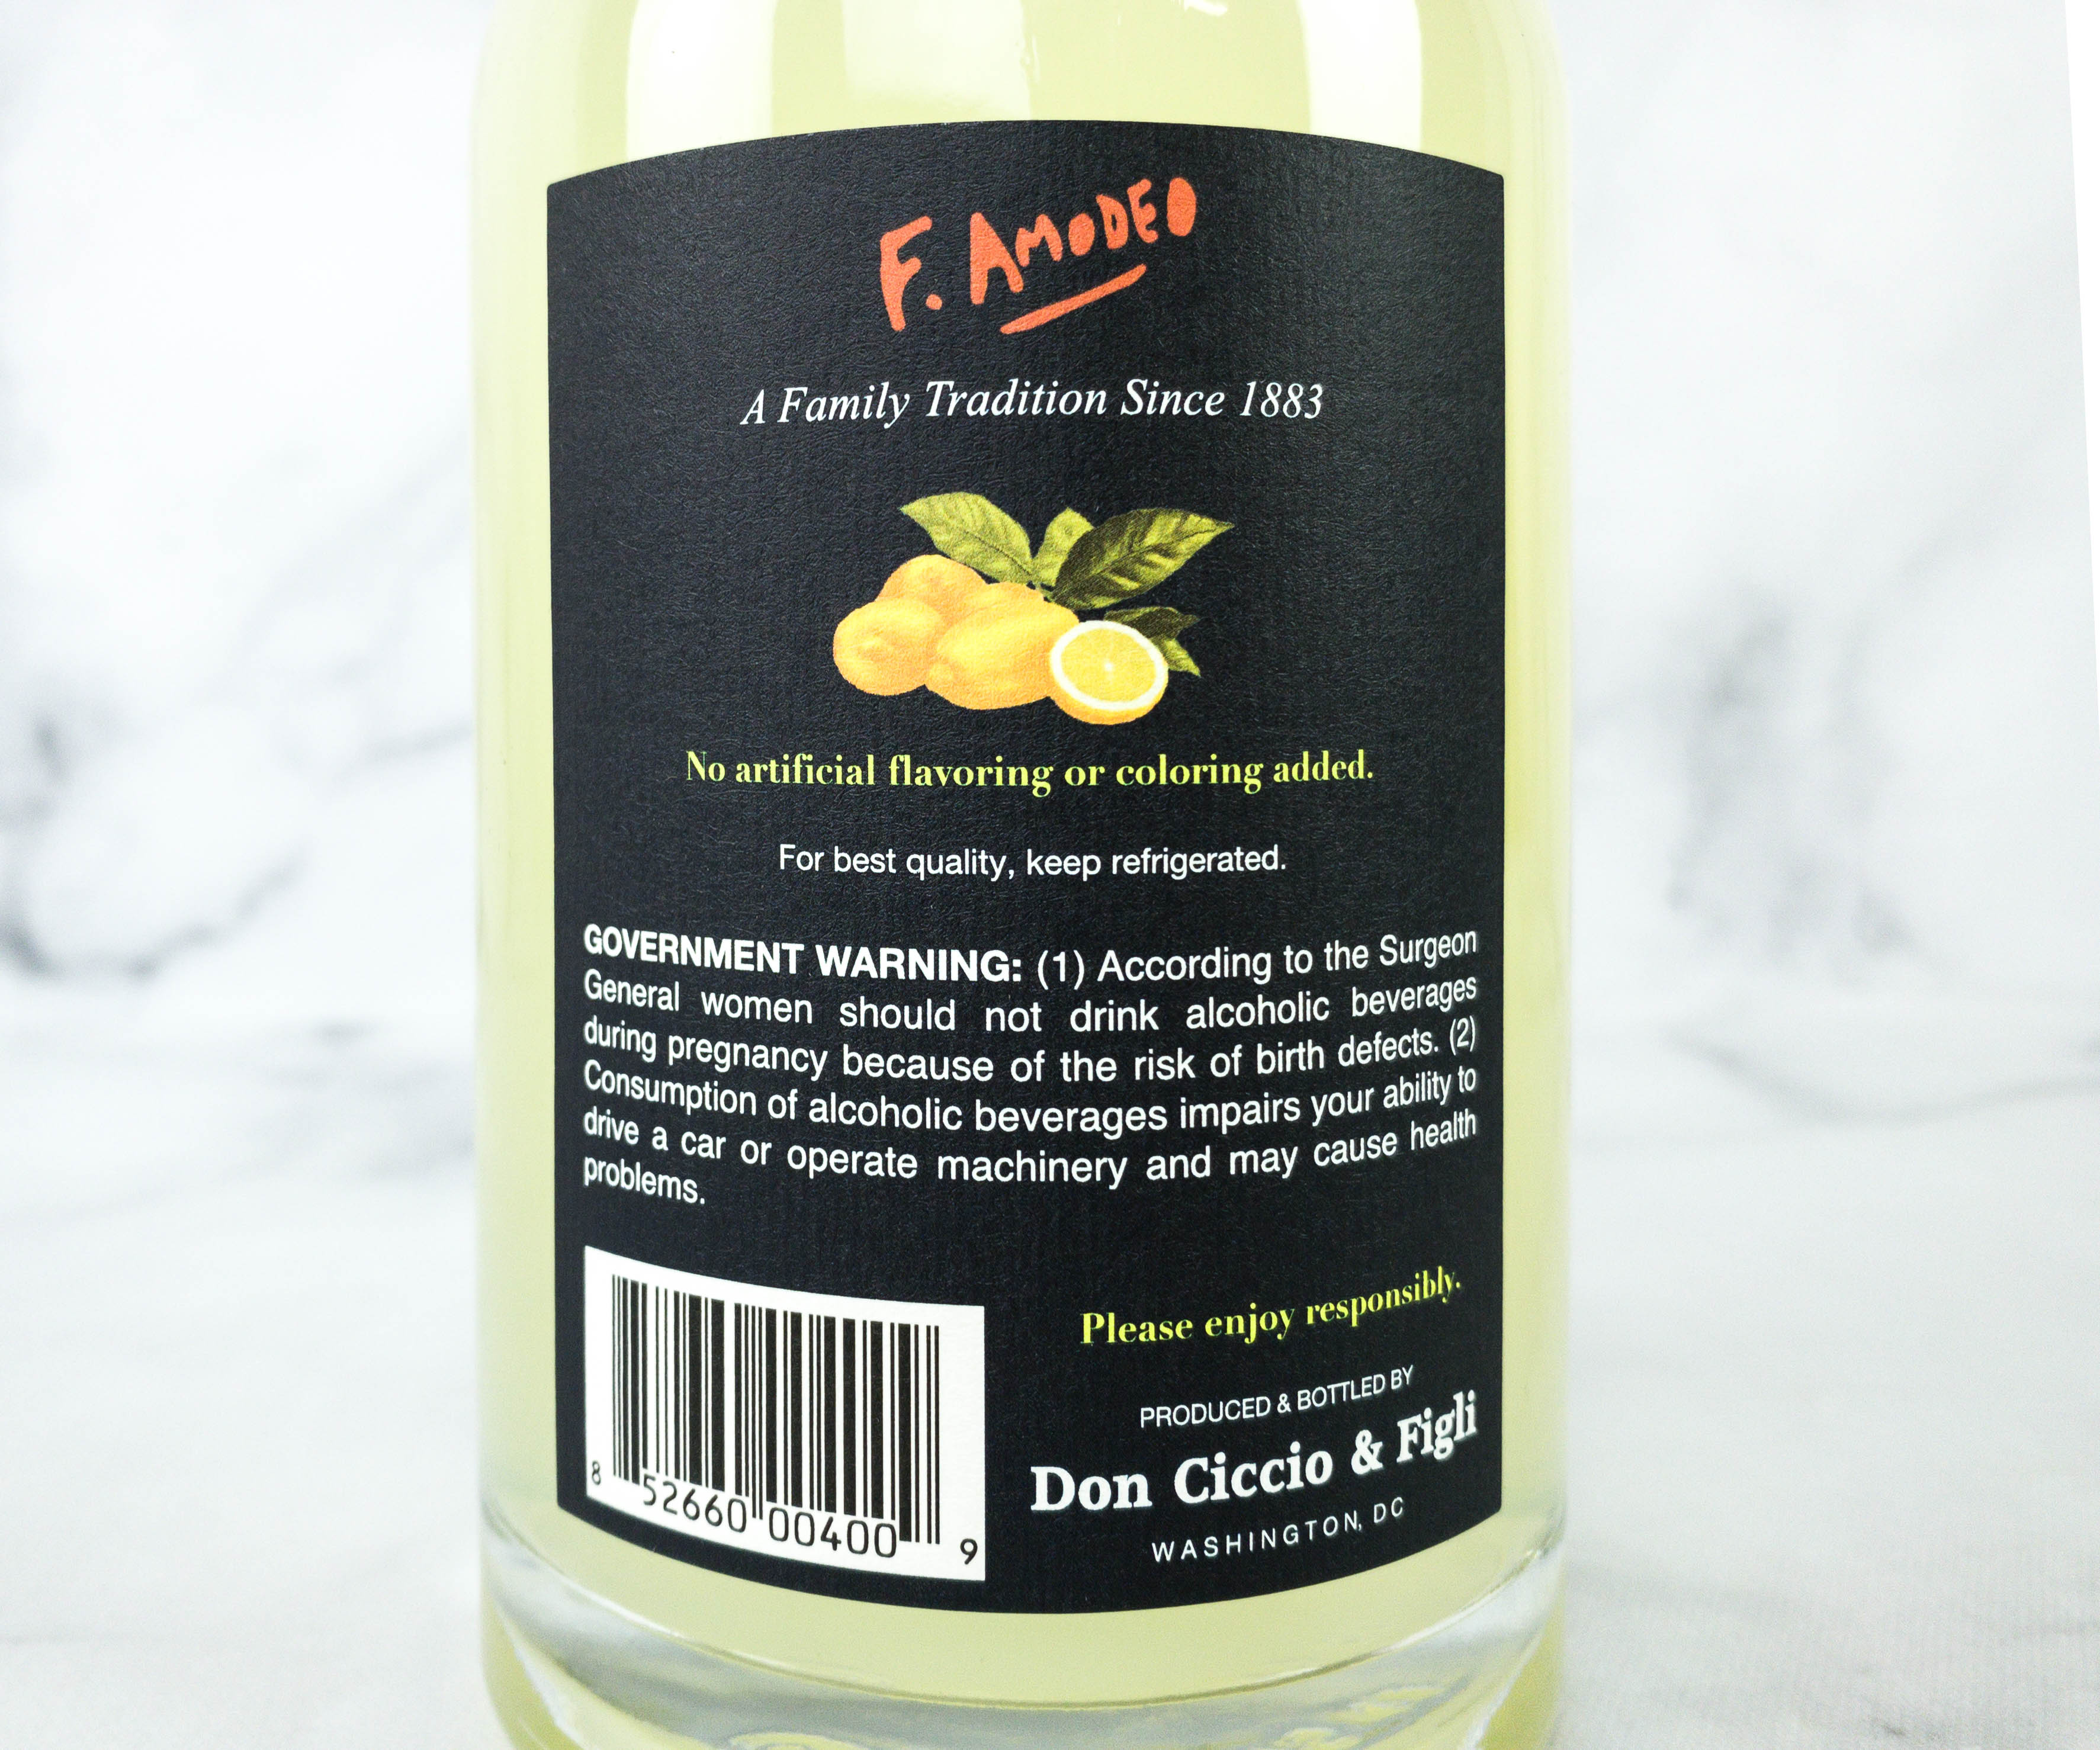 F. AMODEO
A Family Tradition Since 1883
No artificial flavoring or coloring added.
For best quality, keep refrigerated.
GOVERNMENT WARNING: (1) According to the Surgeon
General women should not drink alcoholic beverages
during pregnancy because of the risk of birth defects. (2)
Consumption of alcoholic beverages impairs your ability to
drive a car or operate machinery and may cause health
problems.
Please enjoy responsibly.
PRODUCED & BOTTLED BY
Don Ciccio & Figli
WASHINGTON, DC
8 52660 00400 9